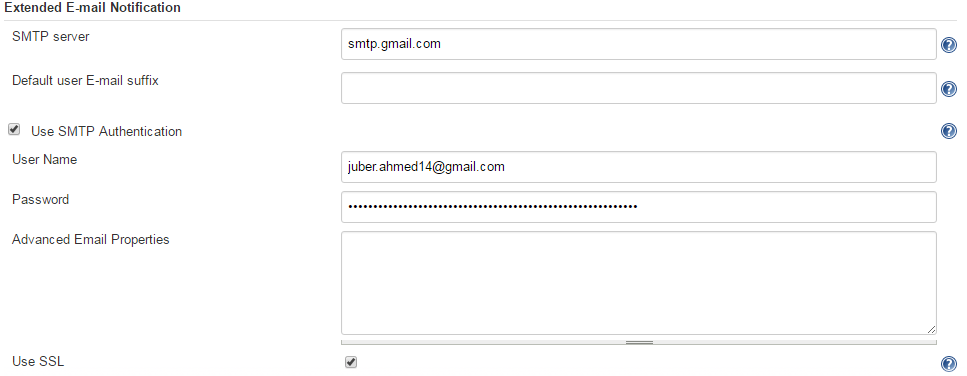 Extended E-mail Notification
SMTP server
smtp.gmail.com
Default user E-mail suffix
Use SMTP Authentication
User Name
juber.ahmed14@gmail.com
Password
••••••••••••••••••••••••••••••••••••••••••••••••••••••••••
Advanced Email Properties
Use SSL